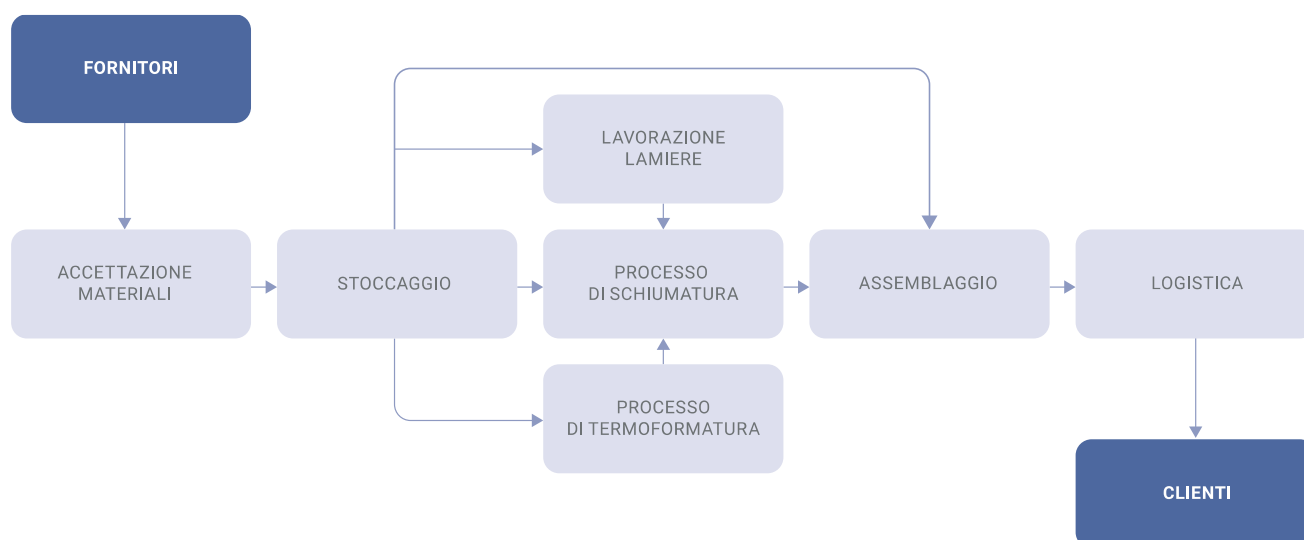 FORNITORI
LAVORAZIONE
LAMIERE
ACCETTAZIONE
MATERIALI
STOCCAGGIO
PROCESSO
DI SCHIUMATURA
ASSEMBLAGGIO
LOGISTICA
PROCESSO
DI TERMOFORMATURA
CLIENTI